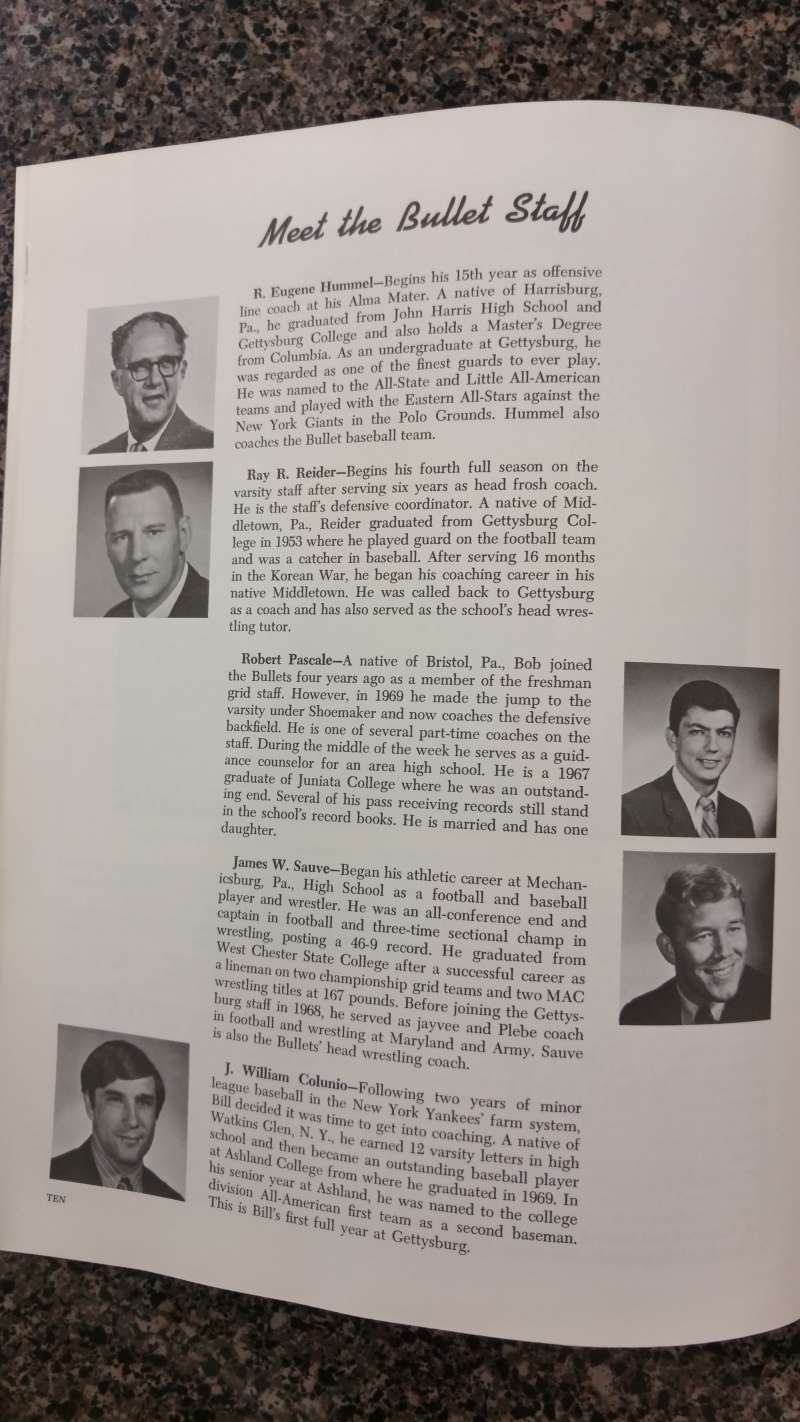 Meet the Bullet Staff
R. Eugene Hummel—Begins his 15th year as offensive
line coach at his Alma Mater. A native of Harrisburg,
Pa., he graduated from John Harris High School and
Gettysburg College and also holds a Master's Degree
from Columbia. As an undergraduate at Gettysburg, he
was regarded as one of the finest guards to ever play.
He was named to the All-State and Little All-American
teams and played with the Eastern All-Stars against the
New York Giants in the Polo Grounds. Hummel also
coaches the Bullet baseball team.
Ray R. Reider—Begins his fourth full season on the
varsity staff after serving six years as head frosh coach.
He is the staff's defensive coordinator. A native of Mid-
dletown, Pa., Reider graduated from Gettysburg Col-
lege in 1953 where he played guard on the football team
and was a catcher in baseball. After serving 16 months
in the Korean War, he began his coaching career in his
native Middletown. He was called back to Gettysburg
as a coach and has also served as the school's head wres-
tling tutor.
Robert Pascale—A native of Bristol, Pa., Bob joined
the Bullets four years ago as a member of the freshman
grid staff. However, in 1969 he made the jump to the
varsity under Shoemaker and now coaches the defensive
backfield. He is one of several part-time coaches on the
staff. During the middle of the week he serves as a guid-
ance counselor for an area high school. He is a 1967
graduate of Juniata College where he was an outstand-
ing end. Several of his pass receiving records still stand
in the school's record books. He is married and has one
daughter.
James W. Sauve—Began his athletic career at Mechan-
icsburg, Pa., High School as a football and baseball
player and wrestler. He was an all-conference end and
captain in football and three-time sectional champ in
wrestling, posting a 46-9 record. He graduated from
West Chester State College after a successful career as
a lineman on two championship grid teams and two MAC
wrestling titles at 167 pounds. Before joining the Gettys-
burg staff in 1968, he served as jayvee and Plebe coach
in football and wrestling at Maryland and Army. Sauve
is also the Bullets' head wrestling coach.
J. William Colunio—Following two years of minor
league baseball in the New York Yankees' farm system,
Bill decided it was time to get into coaching. A native of
Watkins Glen, N. Y., he earned 12 varsity letters in high
school and then became an outstanding baseball player
at Ashland College from where he graduated in 1969. In
his senior year at Ashland, he was named to the college
division All-American first team as a second baseman.
This is Bill's first full year at Gettysburg.
TEN